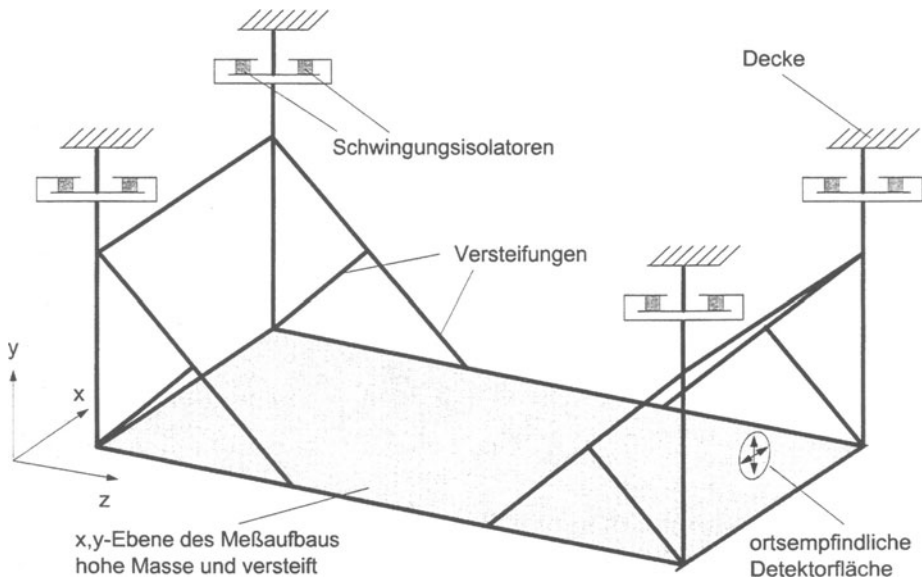 Decke
Schwingungsisolatoren
Versteifungen
y
x
z
x,y-Ebene des Meßaufbaus
hohe Masse und versteift
ortsempfindliche
Detektorfläche